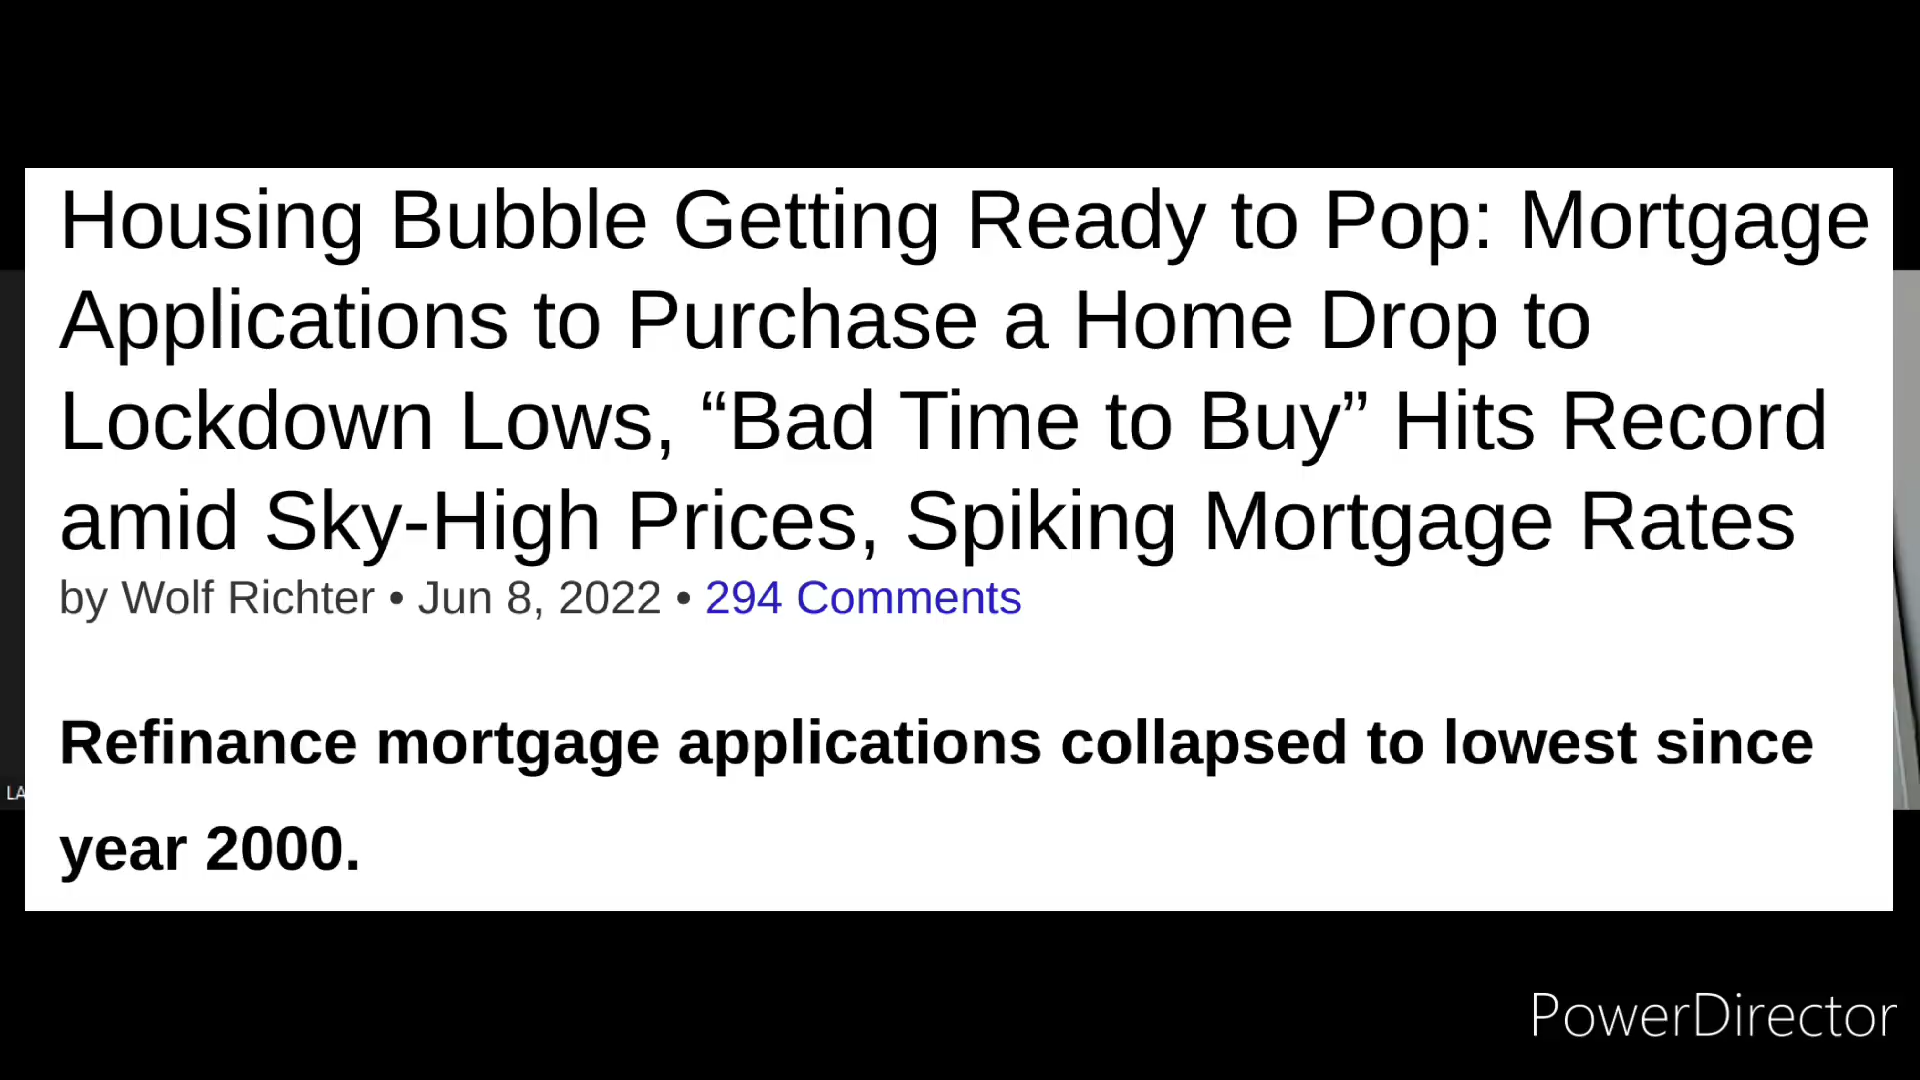 Housing Bubble Getting Ready to Pop: Mortgage
Applications to Purchase a Home Drop to
Lockdown Lows, “Bad Time to Buy” Hits Record
amid Sky-High Prices, Spiking Mortgage Rates
by Wolf Richter • Jun 8, 2022 • 294 Comments
Refinance mortgage applications collapsed to lowest since
year 2000.
LA
PowerDirector